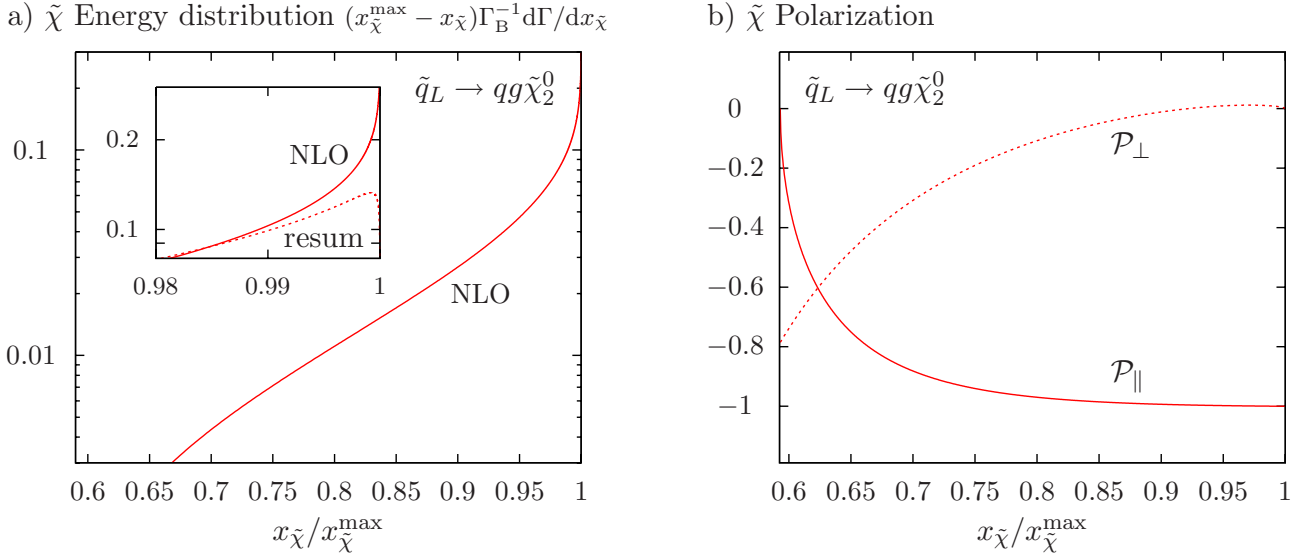 a) χ̃ Energy distribution (x_χ̃^max − x_χ̃)Γ_B^−1 dΓ/dx_χ̃
q̃_L → qgχ̃_2^0
0.2
NLO
0.1
resum
0.98
0.99
1
0.1
NLO
0.01
0.6 0.65 0.7 0.75 0.8 0.85 0.9 0.95 1
x_χ̃/x_χ̃^max
b) χ̃ Polarization
q̃_L → qgχ̃_2^0
0
𝒫_⊥
−0.2
−0.4
−0.6
−0.8
𝒫_∥
−1
0.6 0.65 0.7 0.75 0.8 0.85 0.9 0.95 1
x_χ̃/x_χ̃^max